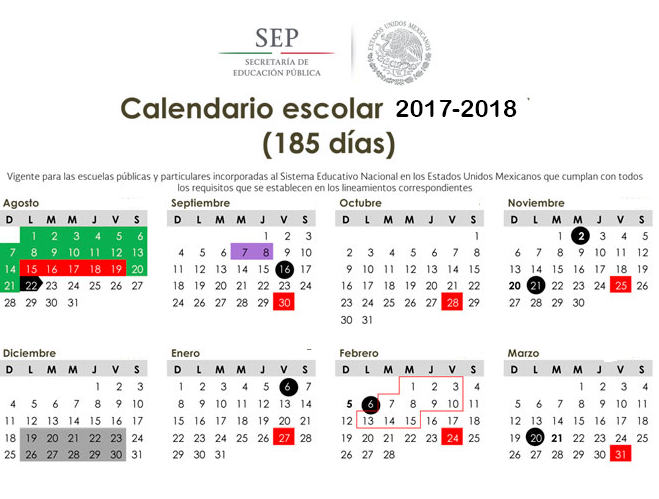 SEP
SECRETARÍA DE
EDUCACIÓN PÚBLICA
ESTADOS UNIDOS MEXICANOS
Calendario escolar 2017-2018
(185 días)
Vigente para las escuelas públicas y particulares incorporadas al Sistema Educativo Nacional en los Estados Unidos Mexicanos que cumplan con todos
los requisitos que se establecen en los lineamientos correspondientes
Agosto
D L M M J V S
1 2 3 4 5 6
7 8 9 10 11 12 13
14 15 16 17 18 19 20
21 22 23 24 25 26 27
28 29 30 31
Septiembre
D L M M J V S
1 2 3
4 5 6 7 8 9 10
11 12 13 14 15 16 17
18 19 20 21 22 23 24
24 26 27 28 29 30
Octubre
D L M M J V S
1
2 3 4 5 6 7 8
9 10 11 12 13 14 15
16 17 18 19 20 21 22
23 24 25 26 27 28 29
30 31
Noviembre
D L M M J V S
1 2 3 4 5
6 7 8 9 10 11 12
13 14 15 16 17 18 19
20 21 22 23 24 25 26
27 28 29 30
Diciembre
D L M M J V S
1 2 3
4 5 6 7 8 9 10
11 12 13 14 15 16 17
18 19 20 21 22 23 24
25 26 27 28 29 30 31
Enero
D L M M J V S
1 2 3 4 5 6 7
8 9 10 11 12 13 14
15 16 17 18 19 20 21
22 23 24 25 26 27 28
29 30 31
Febrero
D L M M J V S
1 2 3 4
5 6 7 8 9 10 11
12 13 14 15 16 17 18
19 20 21 22 23 24 25
26 27 28
Marzo
D L M M J V S
1 2 3 4
5 6 7 8 9 10 11
12 13 14 15 16 17 18
19 20 21 22 23 24 25
26 27 28 29 30 31